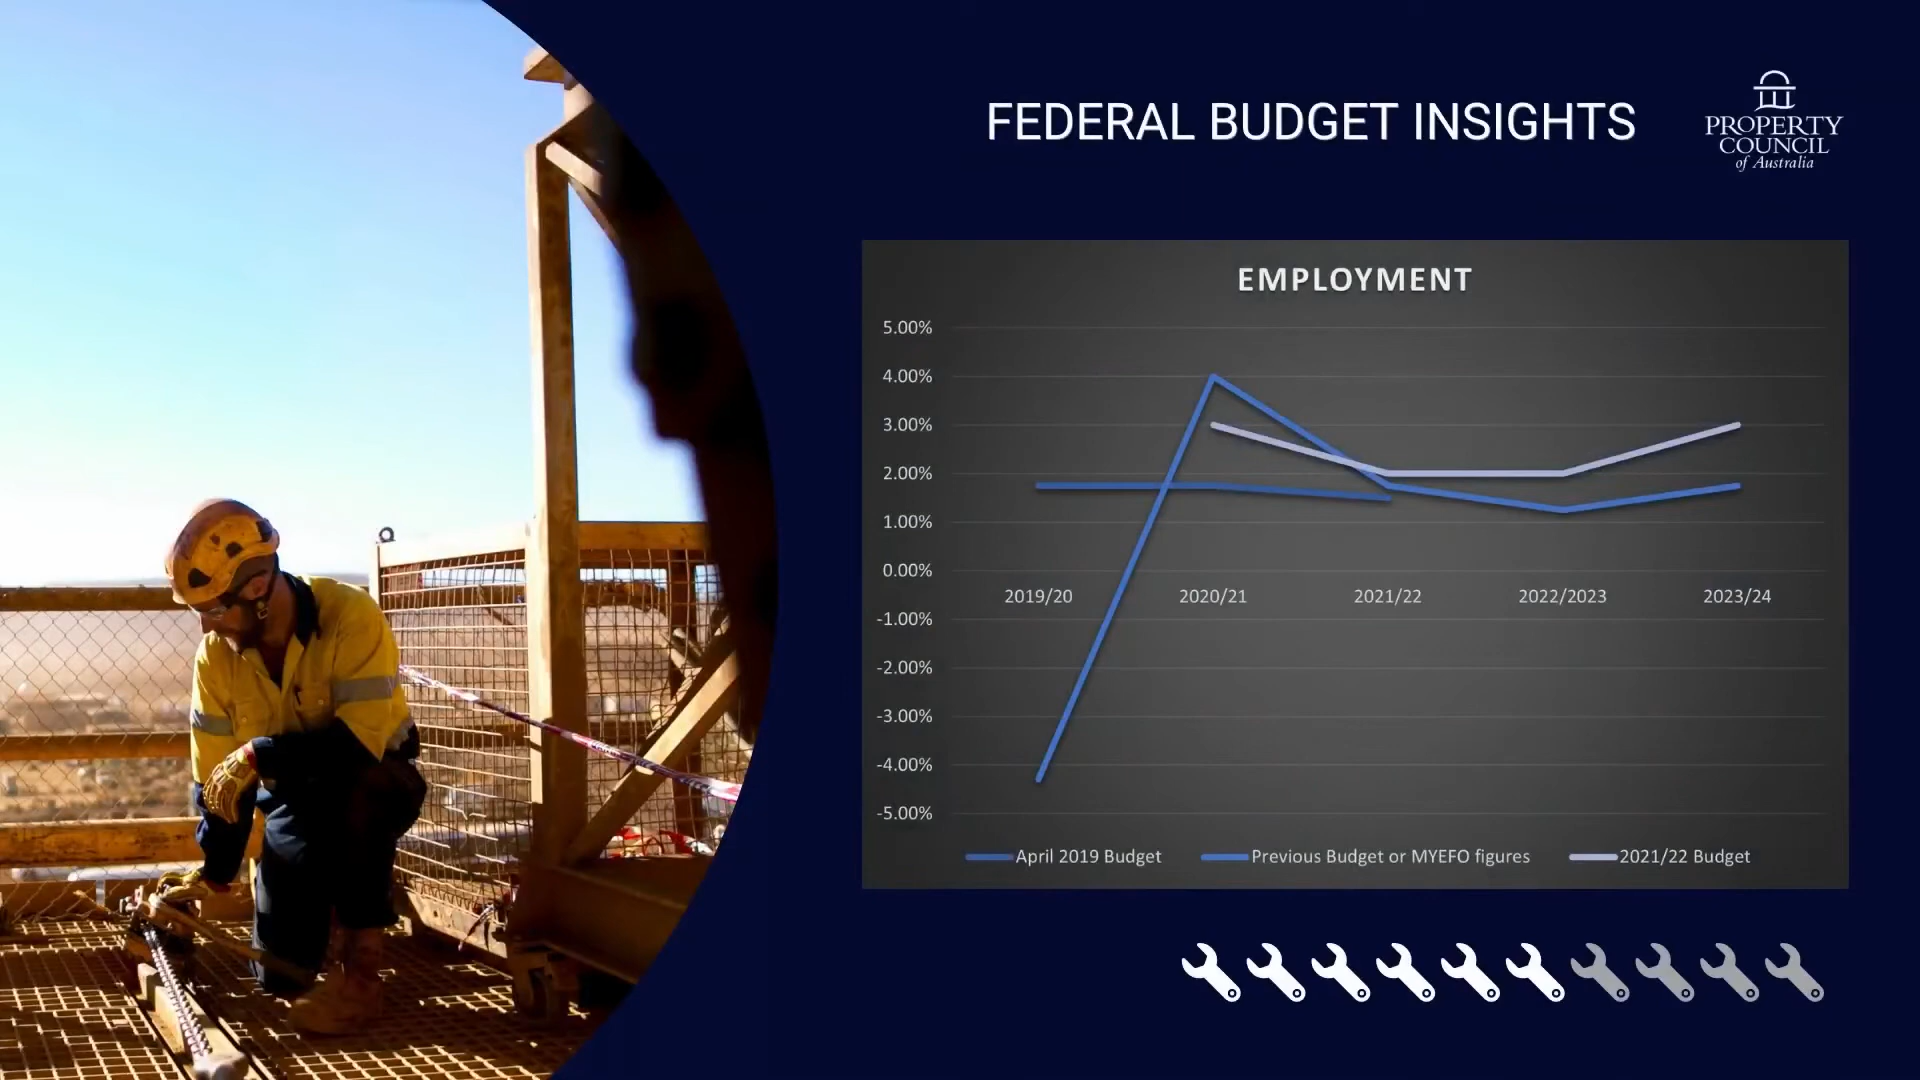 FEDERAL BUDGET INSIGHTS
PROPERTY
COUNCIL
of Australia
EMPLOYMENT
5.00%
4.00%
3.00%
2.00%
1.00%
0.00%
-1.00%
-2.00%
-3.00%
-4.00%
-5.00%
2019/20 2020/21 2021/22 2022/2023 2023/24
April 2019 Budget Previous Budget or MYEFO figures 2021/22 Budget